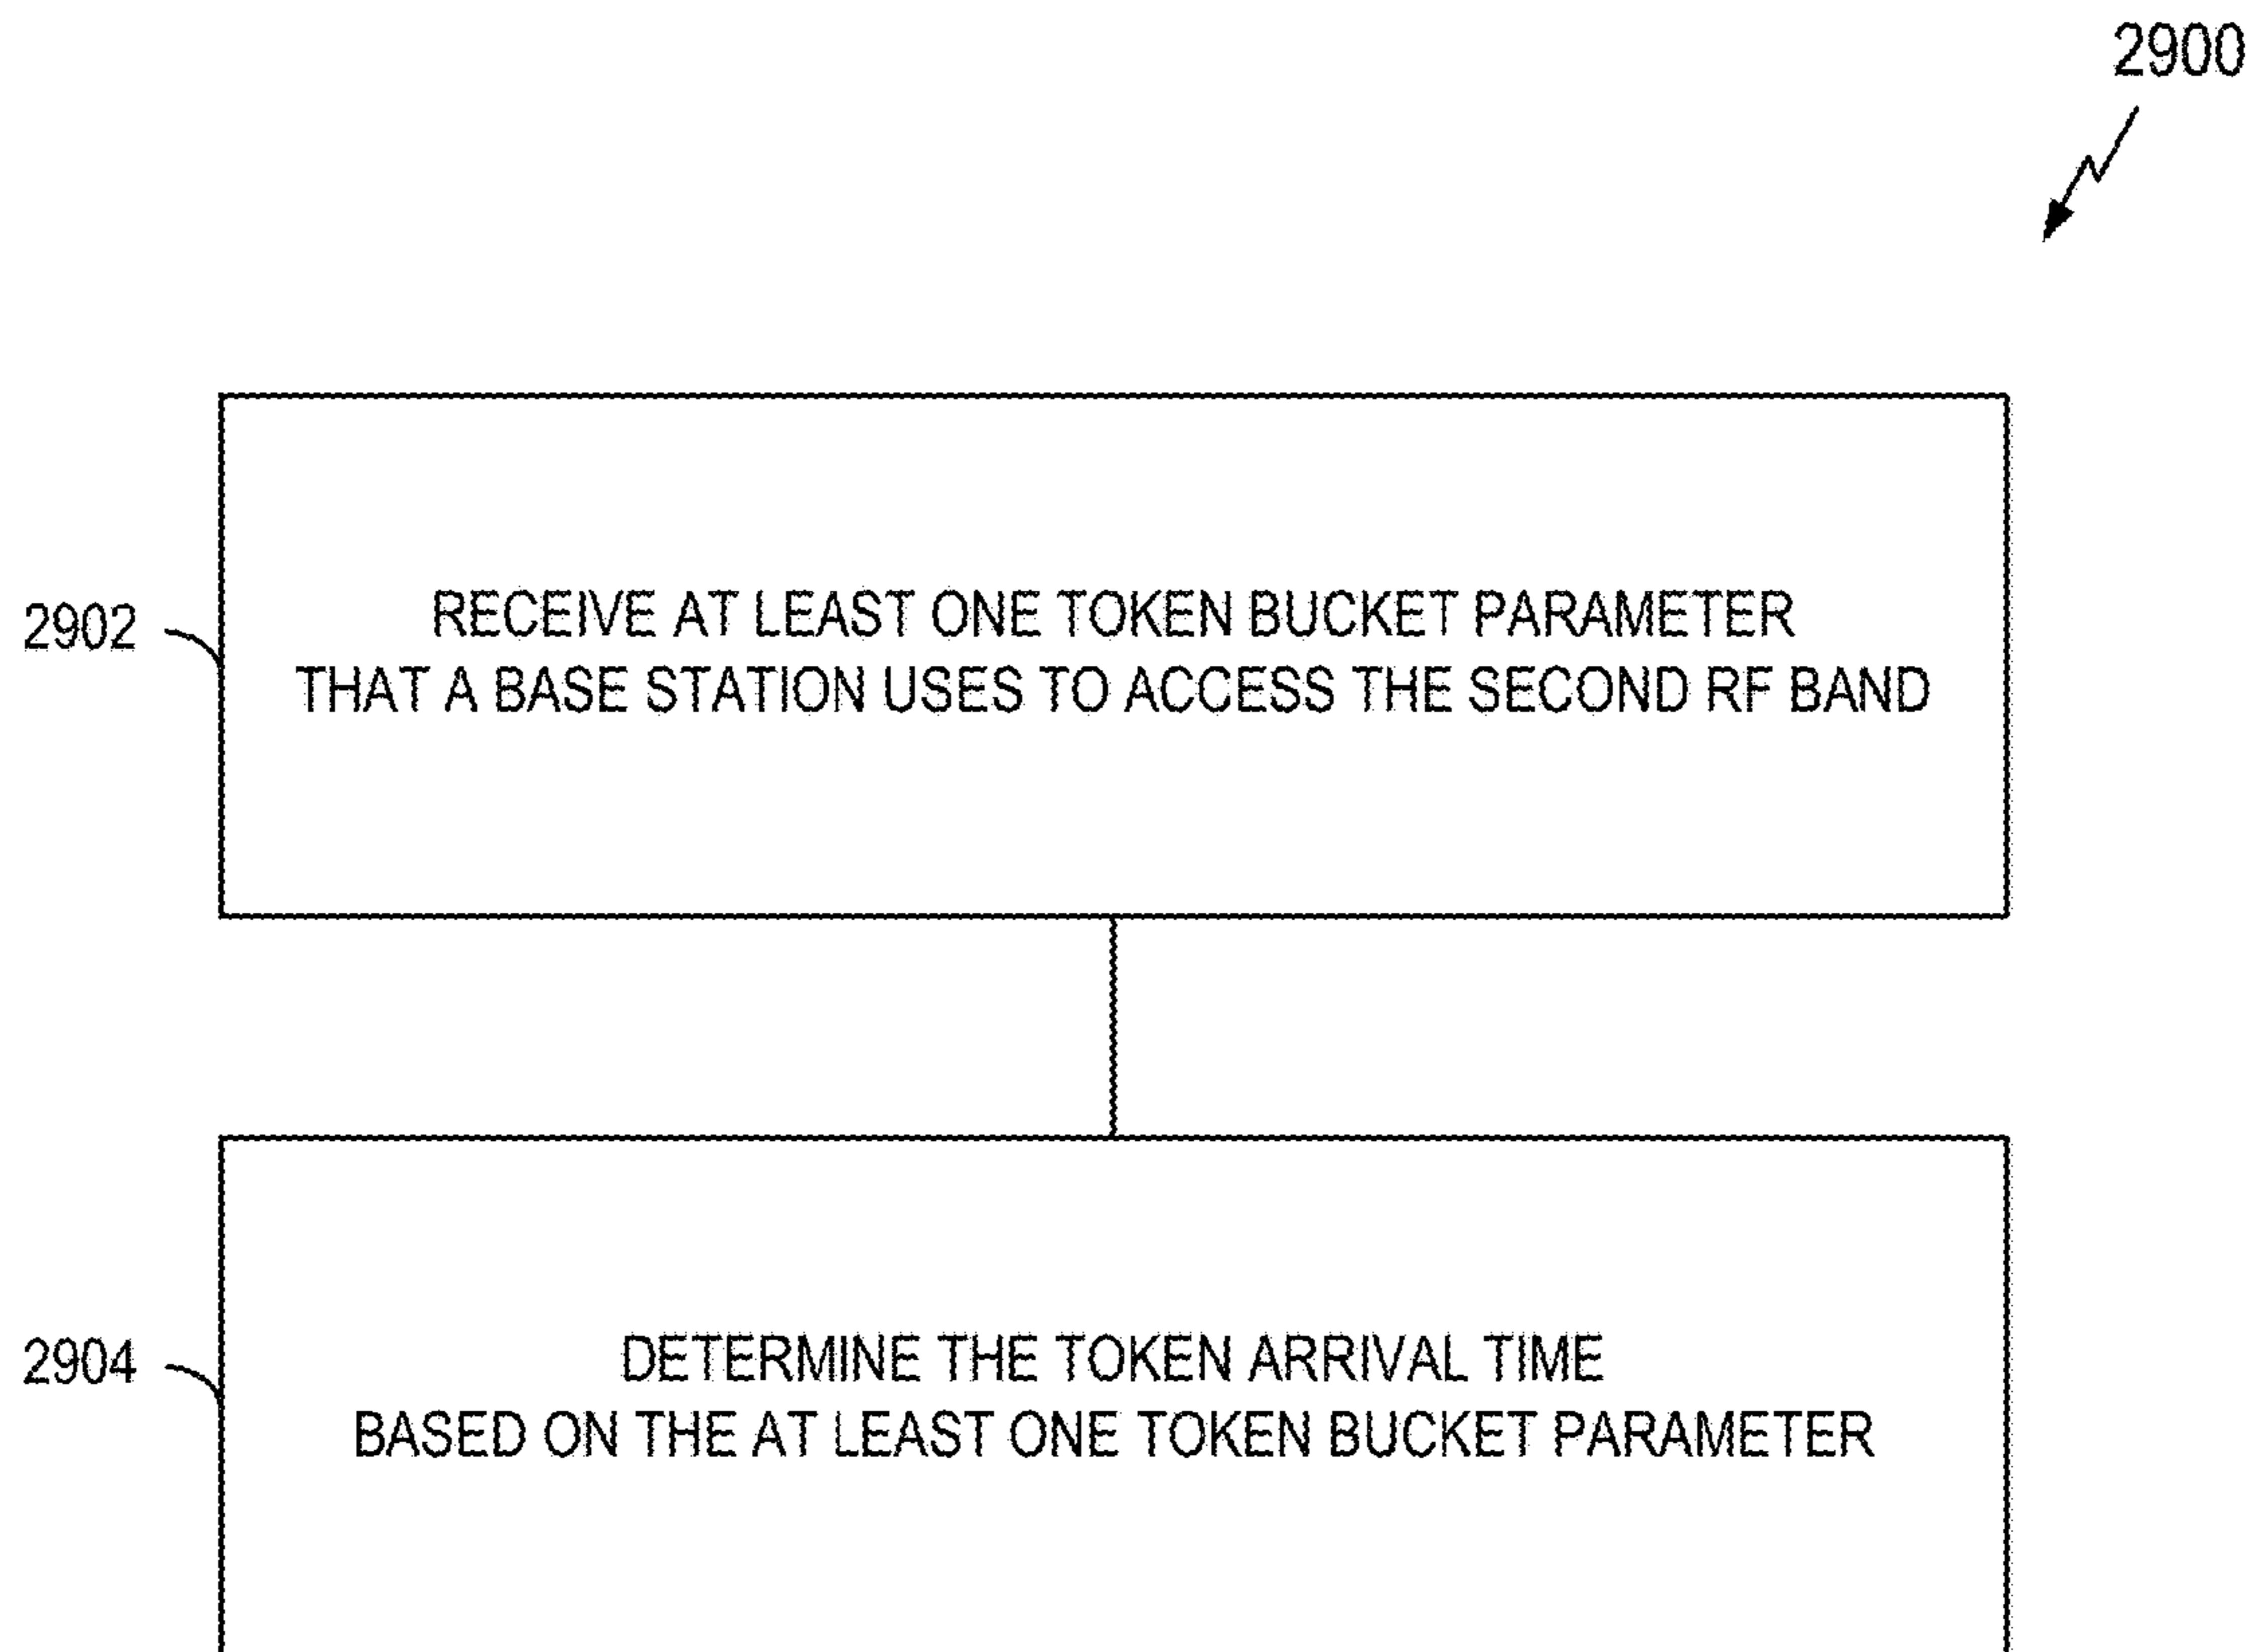 2900
2902
RECEIVE AT LEAST ONE TOKEN BUCKET PARAMETER
THAT A BASE STATION USES TO ACCESS THE SECOND RF BAND
2904
DETERMINE THE TOKEN ARRIVAL TIME
BASED ON THE AT LEAST ONE TOKEN BUCKET PARAMETER